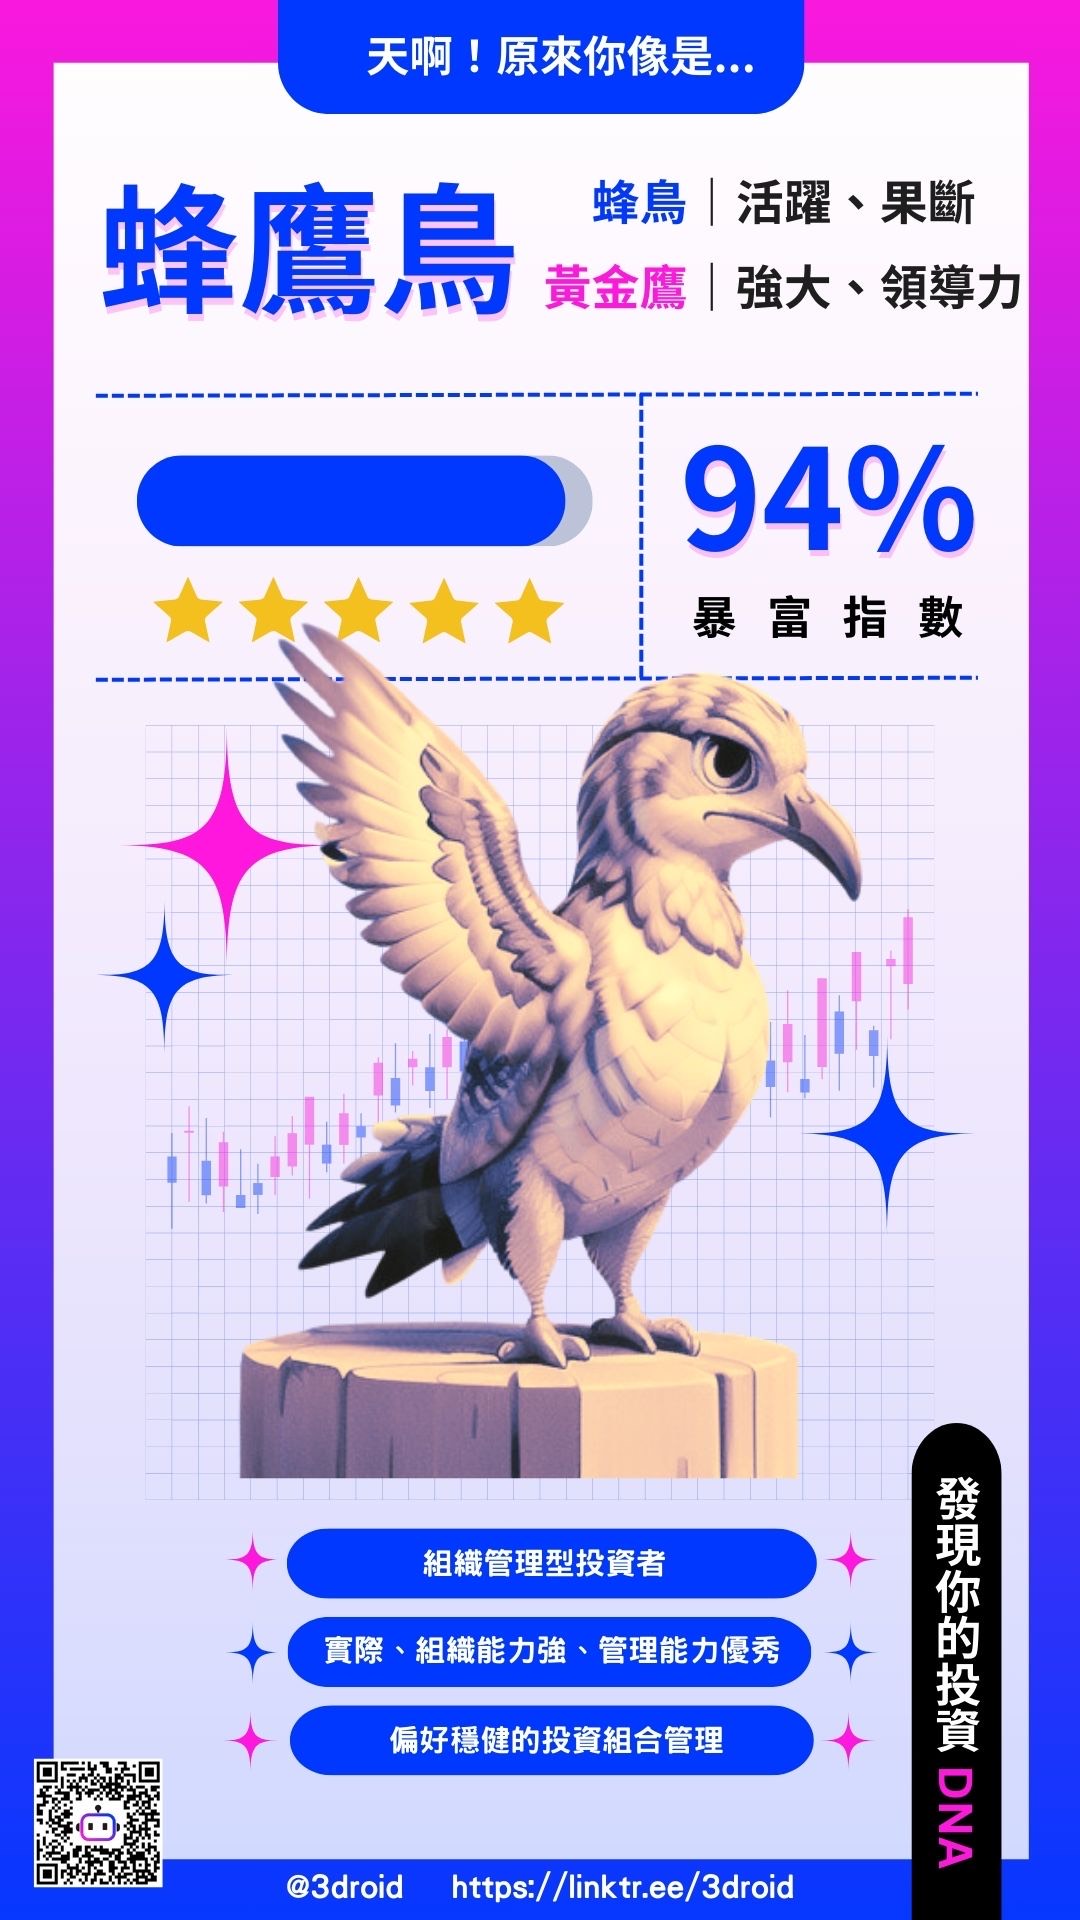 天啊！原來你像是...
蜂鷹鳥
蜂鳥｜活躍、果斷
黃金鷹｜強大、領導力
94%
暴富指數
組織管理型投資者
實際、組織能力強、管理能力優秀
偏好穩健的投資組合管理
發現你的投資 DNA
@3droid https://linktr.ee/3droid